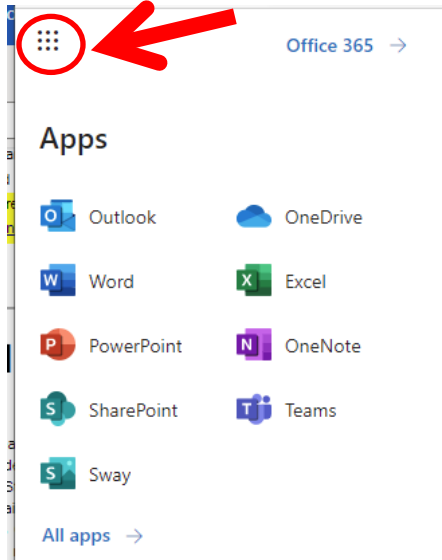 Office 365 →
Apps
Outlook
OneDrive
Word
Excel
PowerPoint
OneNote
SharePoint
Teams
Sway
All apps →